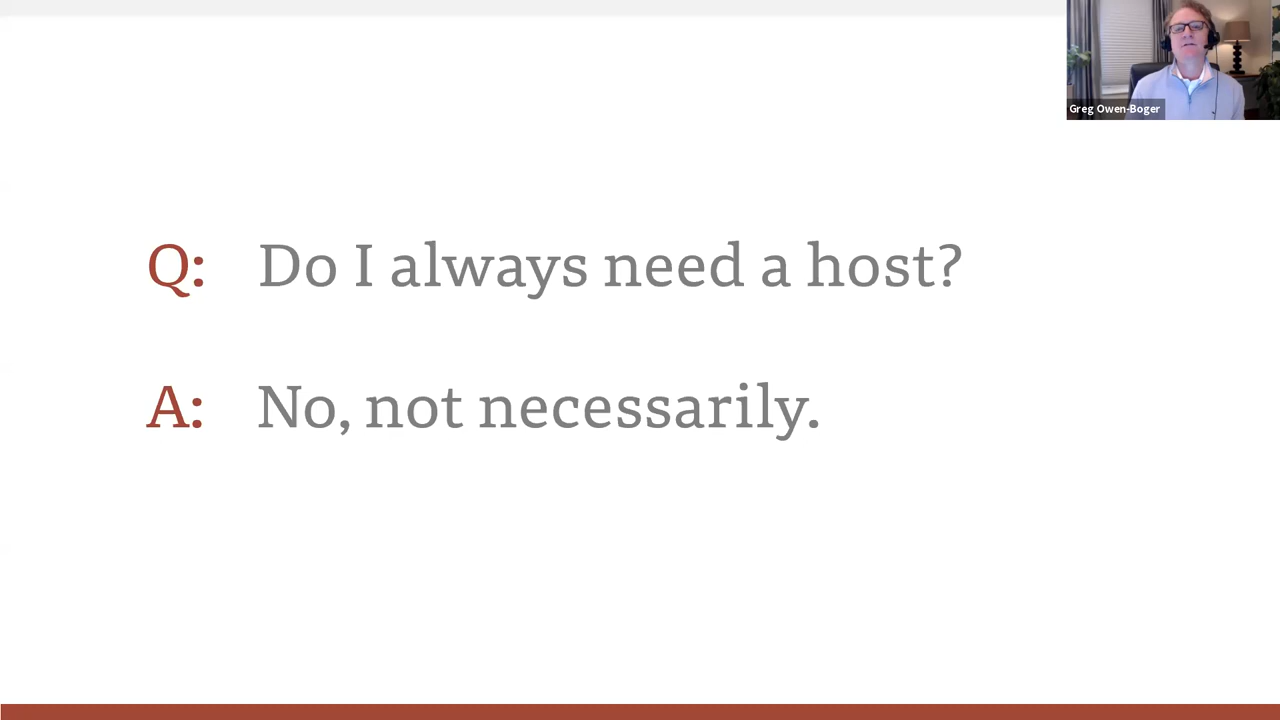 Greg Owen-Boger
Q: Do I always need a host?
A: No, not necessarily.